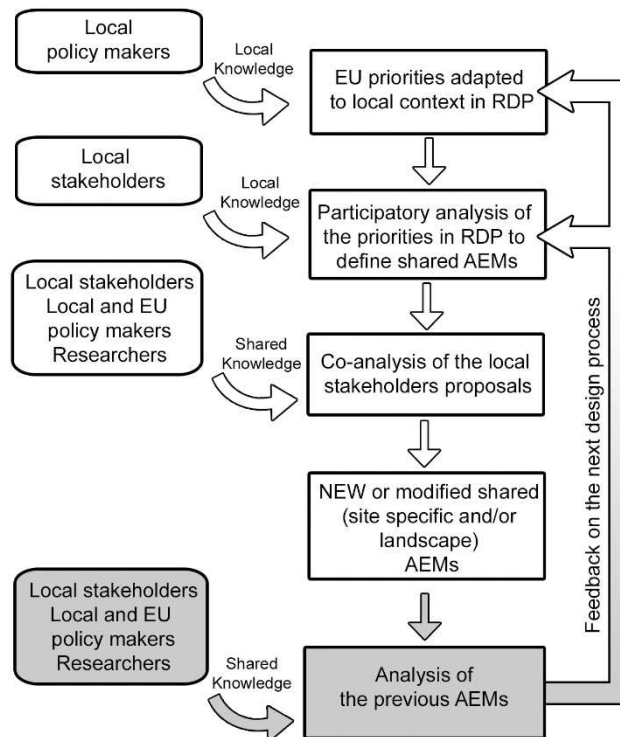 Local
policy makers
Local
Knowledge
EU priorities adapted
to local context in RDP
Local
stakeholders
Local
Knowledge
Participatory analysis of
the priorities in RDP to
define shared AEMs
Local stakeholders
Local and EU
policy makers
Researchers
Shared
Knowledge
Co-analysis of the local
stakeholders proposals
NEW or modified shared
(site specific and/or
landscape)
AEMs
Local stakeholders
Local and EU
policy makers
Researchers
Shared
Knowledge
Analysis of
the previous AEMs
Feedback on the next design process